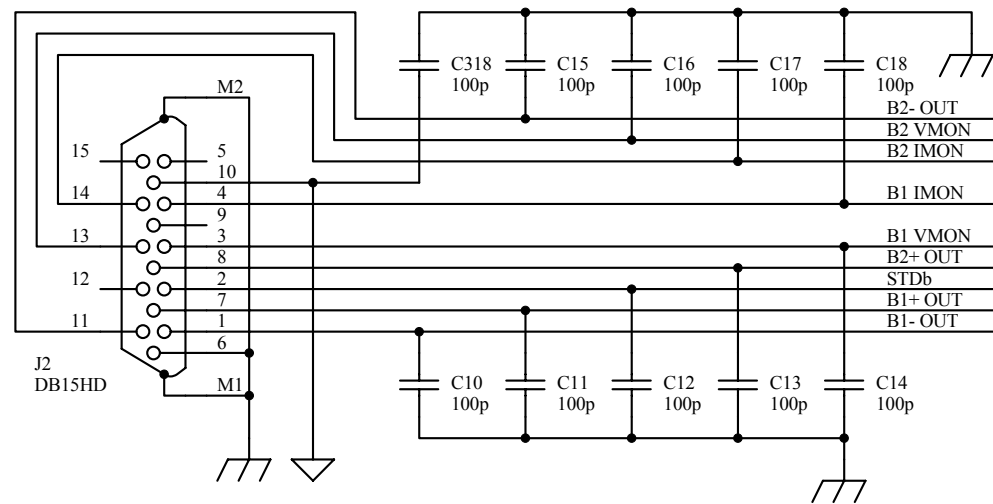 C318
100p
C15
100p
C16
100p
C17
100p
C18
100p
M2
B2- OUT
B2 VMON
B2 IMON
15
5
10
14
4
B1 IMON
9
13
3
B1 VMON
8
B2+ OUT
12
2
STDb
7
B1+ OUT
11
1
B1- OUT
6
J2
DB15HD
M1
C10
100p
C11
100p
C12
100p
C13
100p
C14
100p